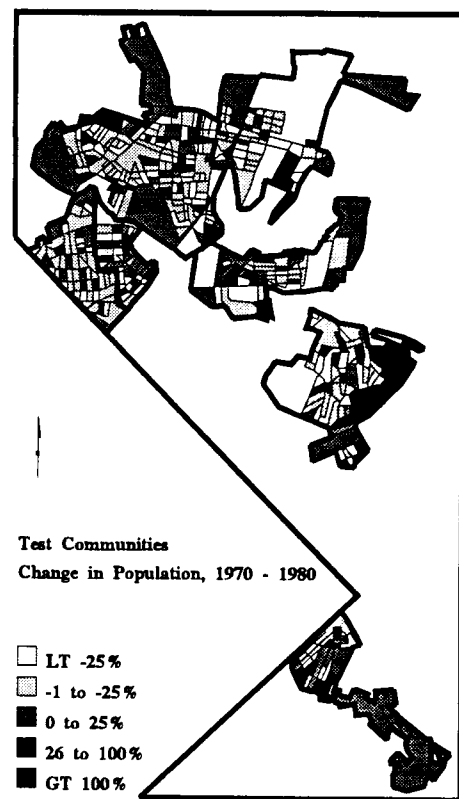 Test Communities
Change in Population, 1970 - 1980
LT -25%
-1 to -25%
0 to 25%
26 to 100%
GT 100%